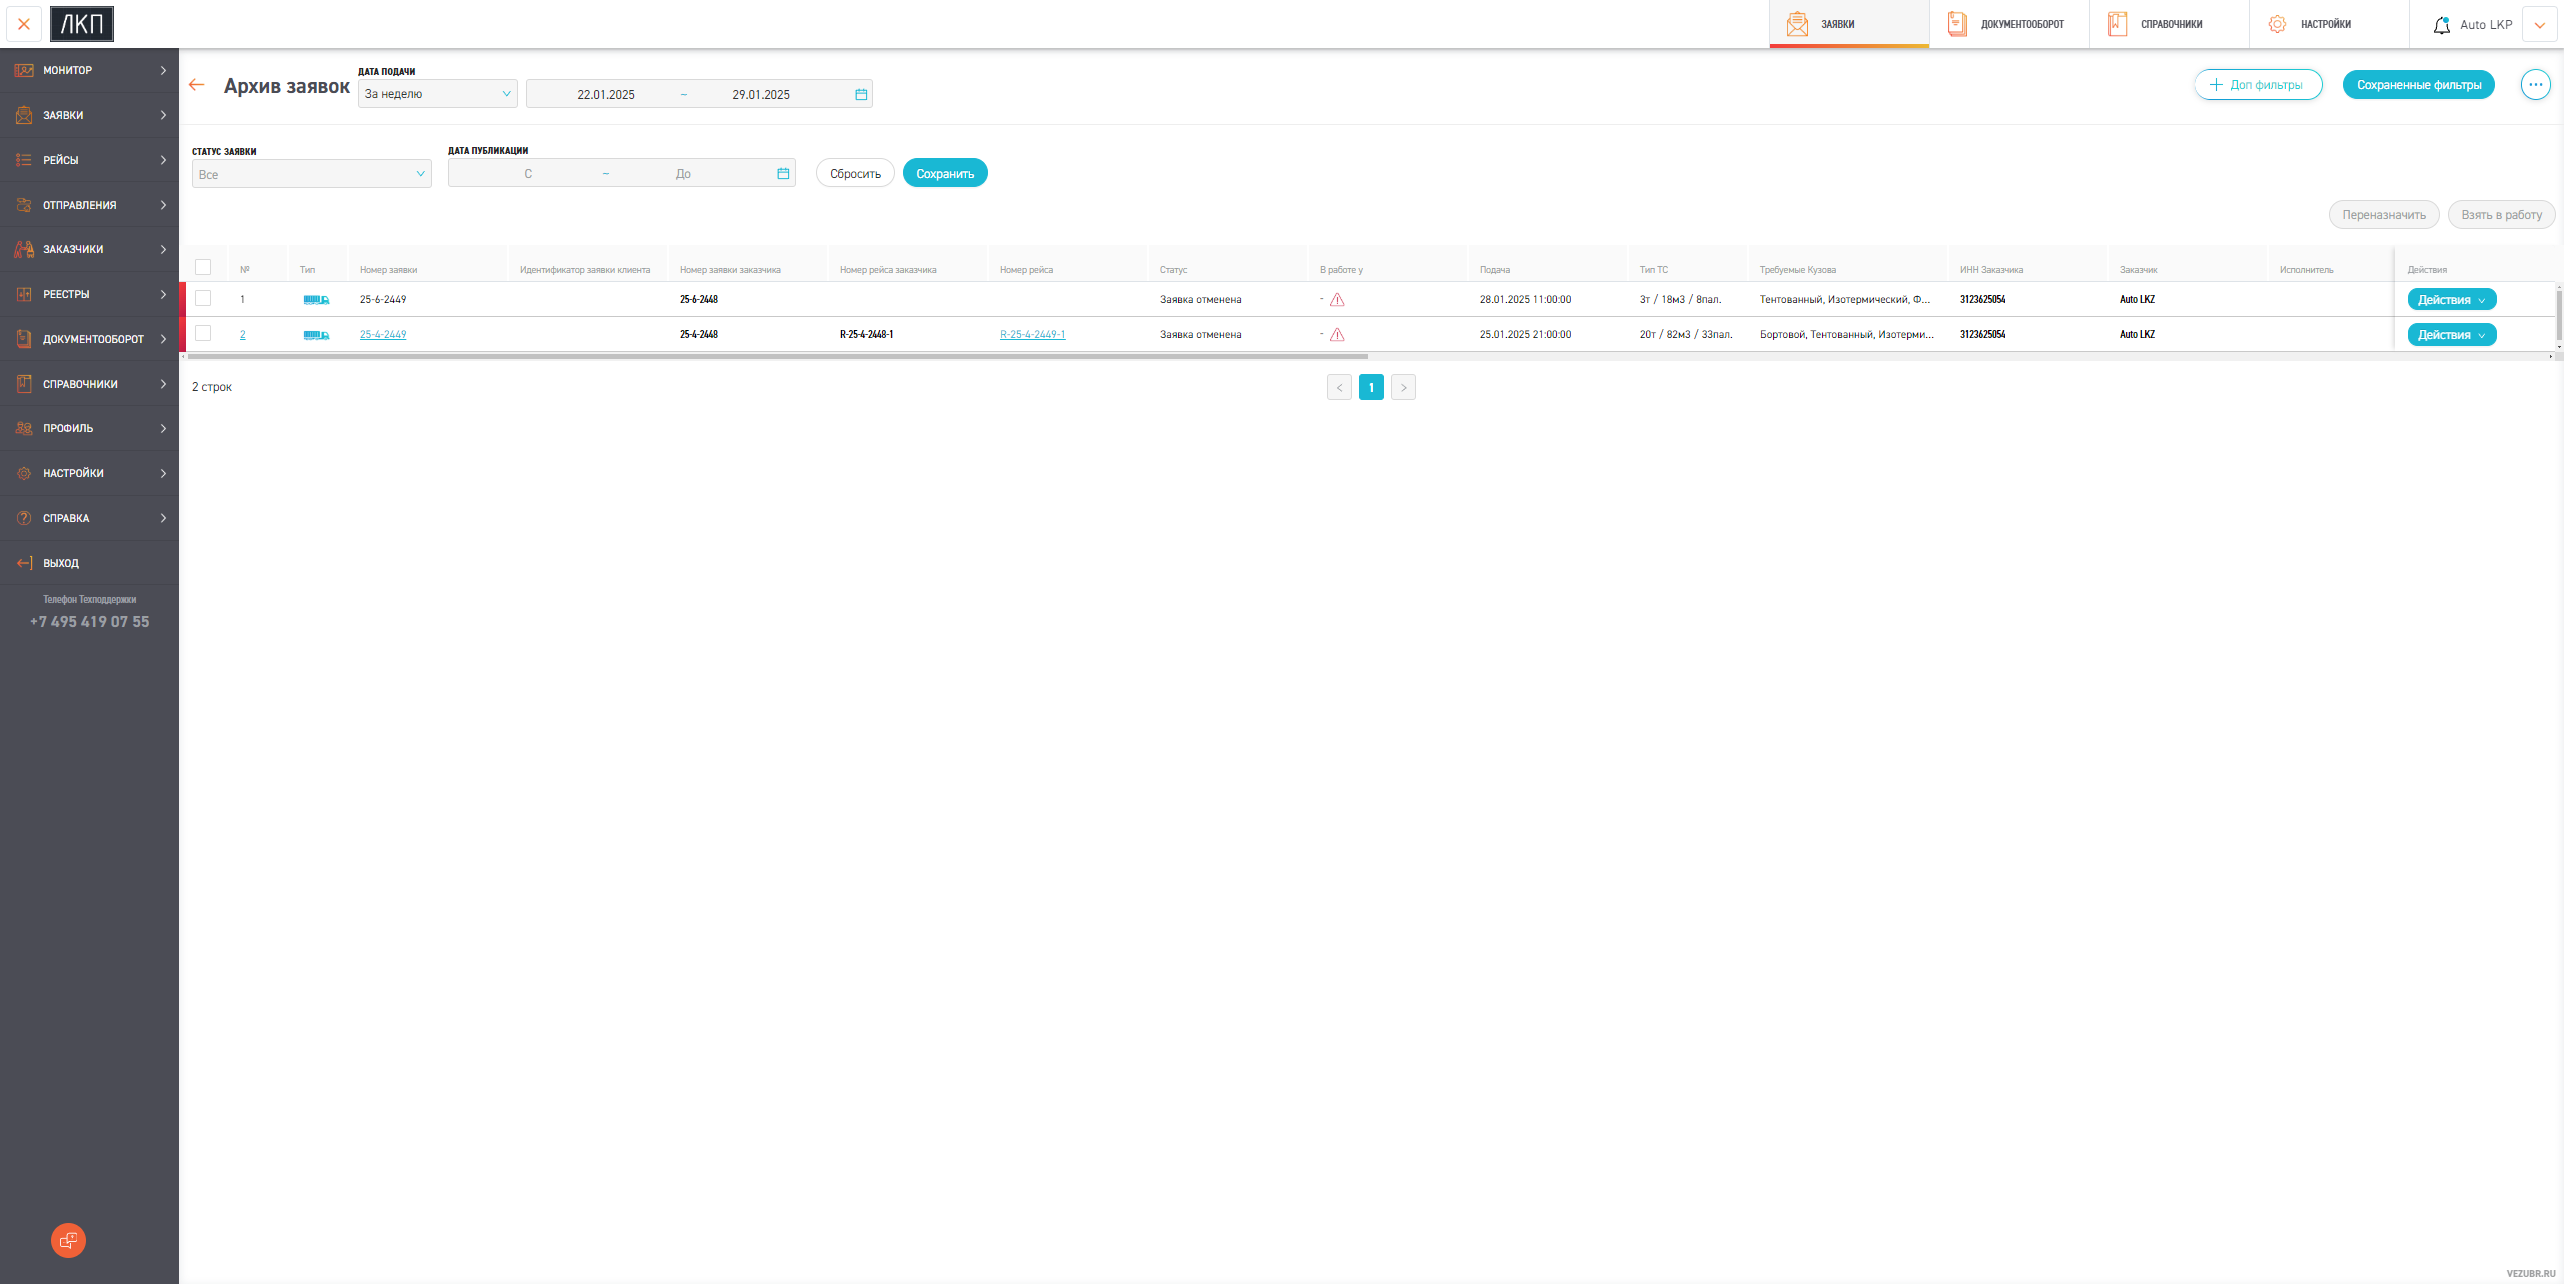 ЛКП
ЗАЯВКИ
ДОКУМЕНТООБОРОТ
СПРАВОЧНИКИ
НАСТРОЙКИ
Auto LKP
МОНИТОР
ЗАЯВКИ
РЕЙСЫ
ОТПРАВЛЕНИЯ
ЗАКАЗЧИКИ
РЕЕСТРЫ
ДОКУМЕНТООБОРОТ
СПРАВОЧНИКИ
ПРОФИЛЬ
НАСТРОЙКИ
СПРАВКА
ВЫХОД
Телефон Техподдержки
+7 495 419 07 55
Архив заявок
ДАТА ПОДАЧИ
За неделю
22.01.2025 ~ 29.01.2025
Доп фильтры
Сохраненные фильтры
СТАТУС ЗАЯВКИ
Все
ДАТА ПУБЛИКАЦИИ
С ~ До
Сбросить
Сохранить
Переназначить
Взять в работу
№ Тип Номер заявки Идентификатор заявки клиента Номер заявки заказчика Номер рейса заказчика Номер рейса Статус В работе у Подача Тип ТС Требуемые Кузова ИНН Заказчика Заказчик Исполнитель Действия
1 25-6-2449 25-6-2448 Заявка отменена - 28.01.2025 11:00:00 3т / 18м3 / 8пал. Тентованный, Изотермический, Ф... 3123625054 Auto LKZ Действия
2 25-4-2449 25-4-2448 R-25-4-2448-1 R-25-4-2449-1 Заявка отменена - 25.01.2025 21:00:00 20т / 82м3 / 33пал. Бортовой, Тентованный, Изотерми... 3123625054 Auto LKZ Действия
2 строк
< 1 >
VEZUBR.RU